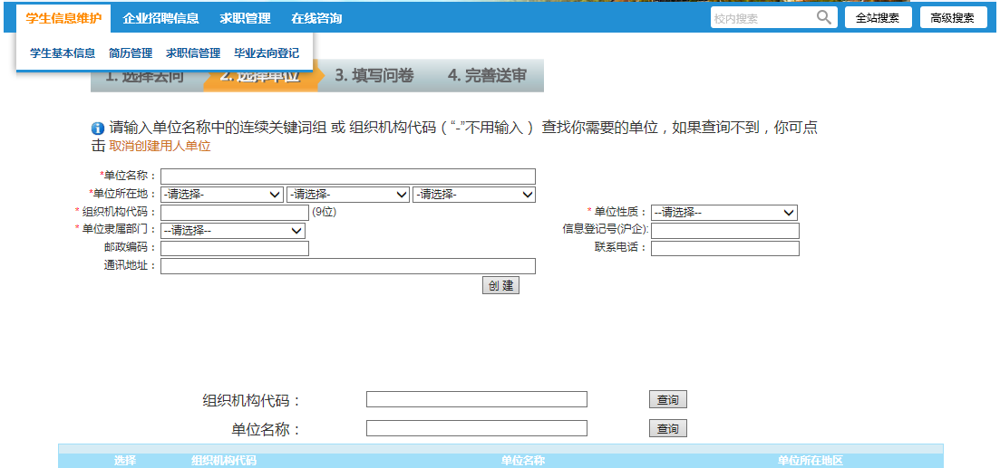 学生信息维护 企业招聘信息 求职管理 在线咨询 校内搜索 全站搜索 高级搜索
学生基本信息 简历管理 求职信管理 毕业去向登记
1. 选择去向 2. 选择单位 3. 填写问卷 4. 完善送审
请输入单位名称中的连续关键词组 或 组织机构代码（“-”不用输入 ） 查找你需要的单位，如果查询不到，你可点
击 取消创建用人单位
*单位名称：
*单位所在地： -请选择- -请选择- -请选择-
* 组织机构代码： (9位) * 单位性质： --请选择--
* 单位隶属部门： --请选择-- 信息登记号(沪企):
邮政编码： 联系电话：
通讯地址：
创 建
组织机构代码： 查询
单位名称： 查询
选择 组织机构代码 单位名称 单位所在地区